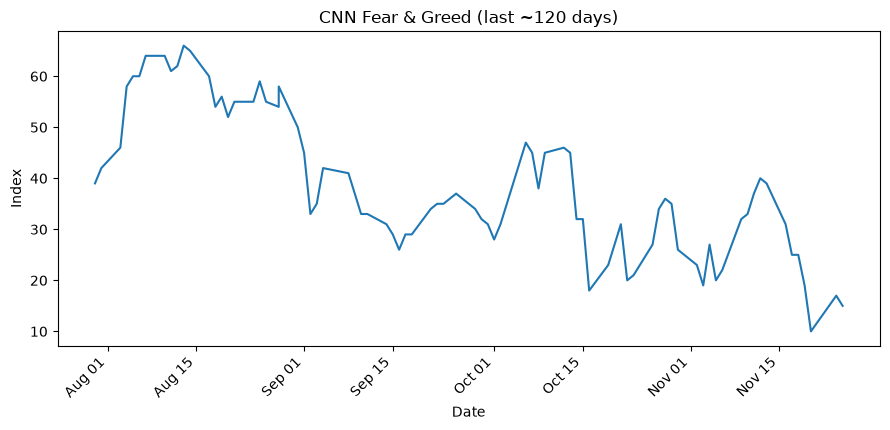 CNN Fear & Greed (last ~120 days)
Index
60
50
40
30
20
10
Aug 01
Aug 15
Sep 01
Sep 15
Oct 01
Oct 15
Nov 01
Nov 15
Date